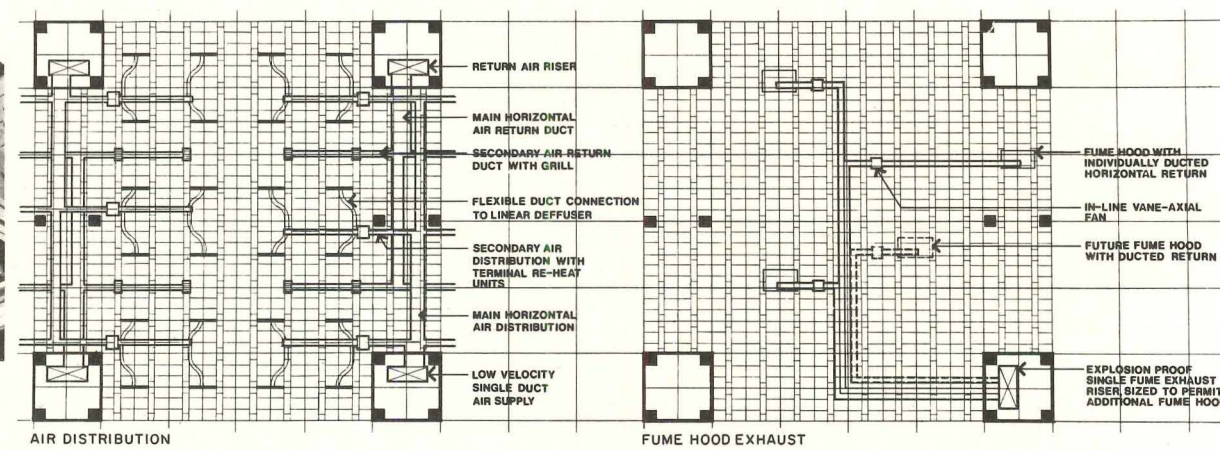 RETURN AIR RISER
MAIN HORIZONTAL
AIR RETURN DUCT
SECONDARY AIR RETURN
DUCT WITH GRILL
FLEXIBLE DUCT CONNECTION
TO LINEAR DEFFUSER
SECONDARY AIR
DISTRIBUTION WITH
TERMINAL RE-HEAT
UNITS
MAIN HORIZONTAL
AIR DISTRIBUTION
LOW VELOCITY
SINGLE DUCT
AIR SUPPLY
AIR DISTRIBUTION
FUME HOOD WITH
INDIVIDUALLY DUCTED
HORIZONTAL RETURN
IN-LINE VANE-AXIAL
FAN
FUTURE FUME HOOD
WITH DUCTED RETURN
EXPLOSION PROOF
SINGLE FUME EXHAUST
RISER, SIZED TO PERMIT
ADDITIONAL FUME HOO
FUME HOOD EXHAUST